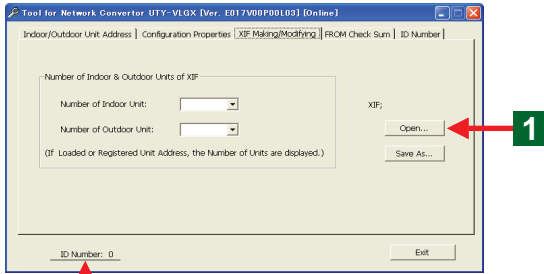 Tool for Network Convertor UTY-VLGX [Ver. E017V00P00L03] [Online]
Indoor/Outdoor Unit Address Configuration Properties XIF Making/Modifying FROM Check Sum ID Number
Number of Indoor & Outdoor Units of XIF
Number of Indoor Unit:
XIF;
Number of Outdoor Unit:
Open...
1
(If Loaded or Registered Unit Address, the Number of Units are displayed.)
Save As...
ID Number: 0
Exit